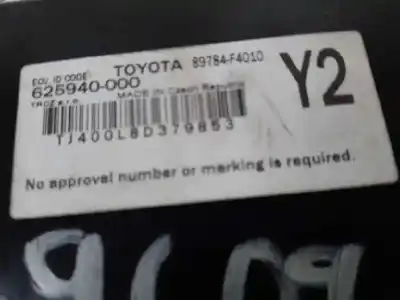 ECU, ID CODE TOYOTA 89784-F4010
625940-000 Y2
MADE IN Czech Republic
TJ400L8D379853
No approval number or marking is required.